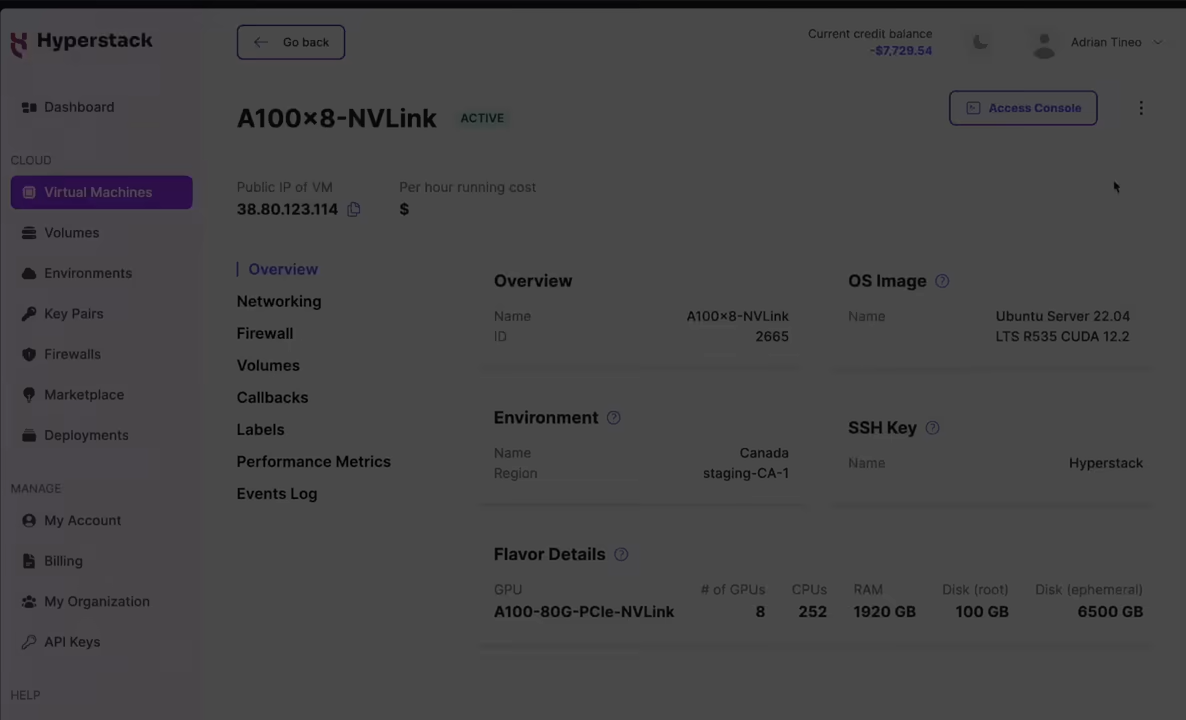 Hyperstack
Go back
Current credit balance
-$7,729.54
Adrian Tineo
Dashboard
CLOUD
Virtual Machines
Volumes
Environments
Key Pairs
Firewalls
Marketplace
Deployments
MANAGE
My Account
Billing
My Organization
API Keys
HELP
A100x8-NVLink ACTIVE
Access Console
Public IP of VM
38.80.123.114
Per hour running cost
$
Overview
Networking
Firewall
Volumes
Callbacks
Labels
Performance Metrics
Events Log
Overview
Name A100x8-NVLink
ID 2665
OS Image
Name Ubuntu Server 22.04
LTS R535 CUDA 12.2
Environment
Name Canada
Region staging-CA-1
SSH Key
Name Hyperstack
Flavor Details
GPU # of GPUs CPUs RAM Disk (root) Disk (ephemeral)
A100-80G-PCIe-NVLink 8 252 1920 GB 100 GB 6500 GB